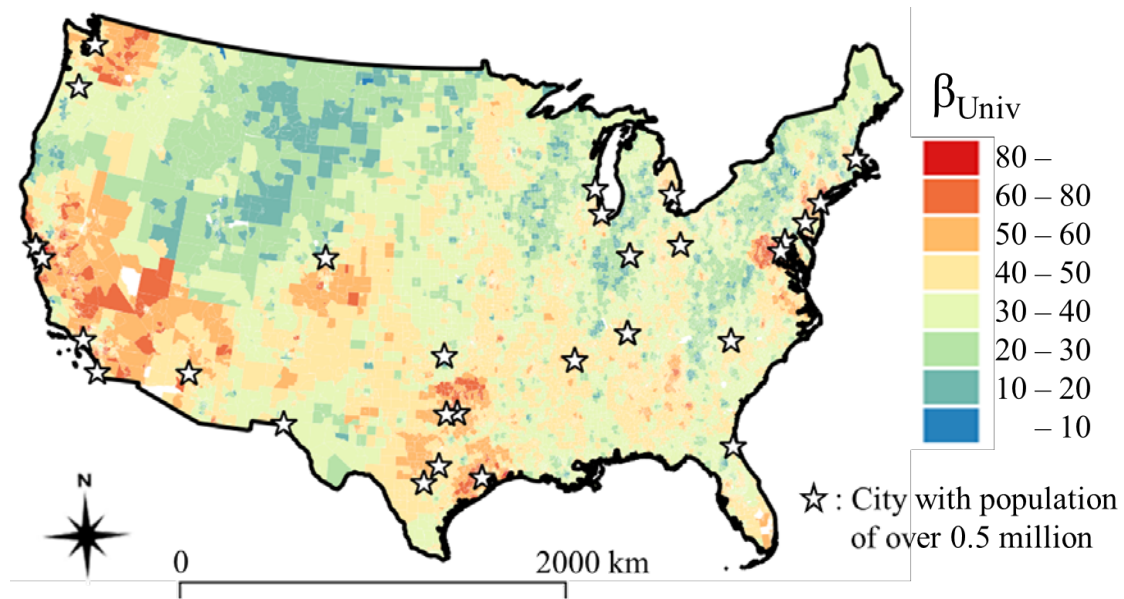 β Univ
80 –
60 – 80
50 – 60
40 – 50
30 – 40
20 – 30
10 – 20
– 10
☆ : City with population
of over 0.5 million
N
0 2000 km